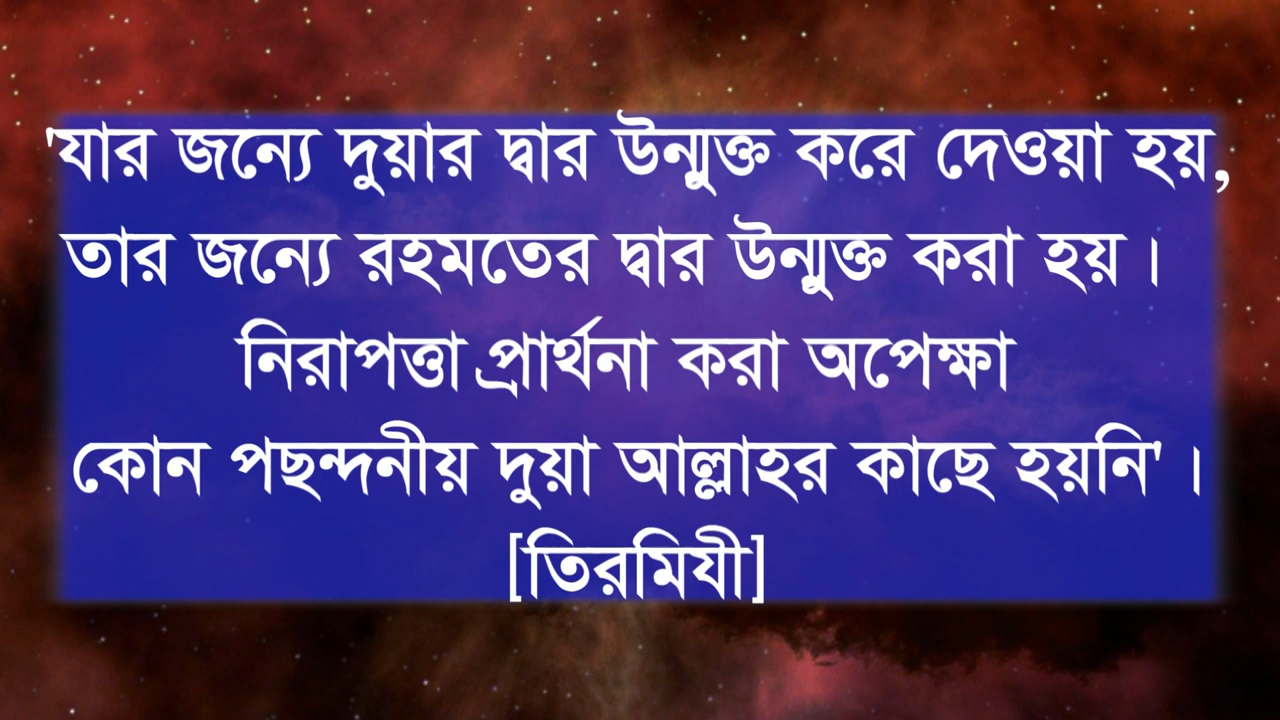 'যার জন্যে দুয়ার দ্বার উন্মুক্ত করে দেওয়া হয়,
তার জন্যে রহমতের দ্বার উন্মুক্ত করা হয়।
নিরাপত্তা প্রার্থনা করা অপেক্ষা
কোন পছন্দনীয় দুয়া আল্লাহর কাছে হয়নি'।
[তিরমিযী]